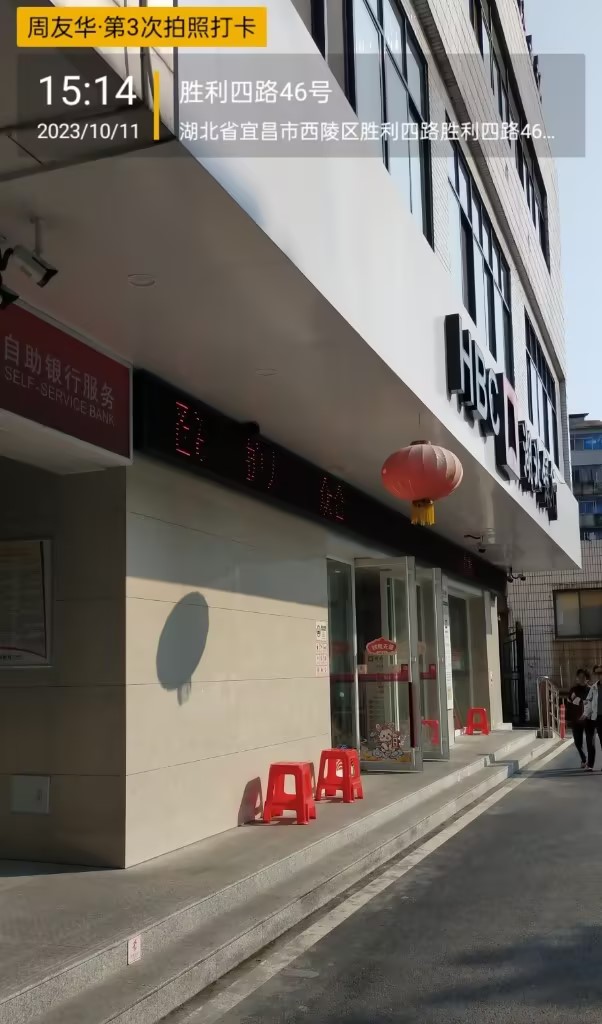 周友华·第3次拍照打卡
15:14
2023/10/11
胜利四路46号
湖北省宜昌市西陵区胜利四路胜利四路46...
自助银行服务
SELF-SERVICE BANK
HBC